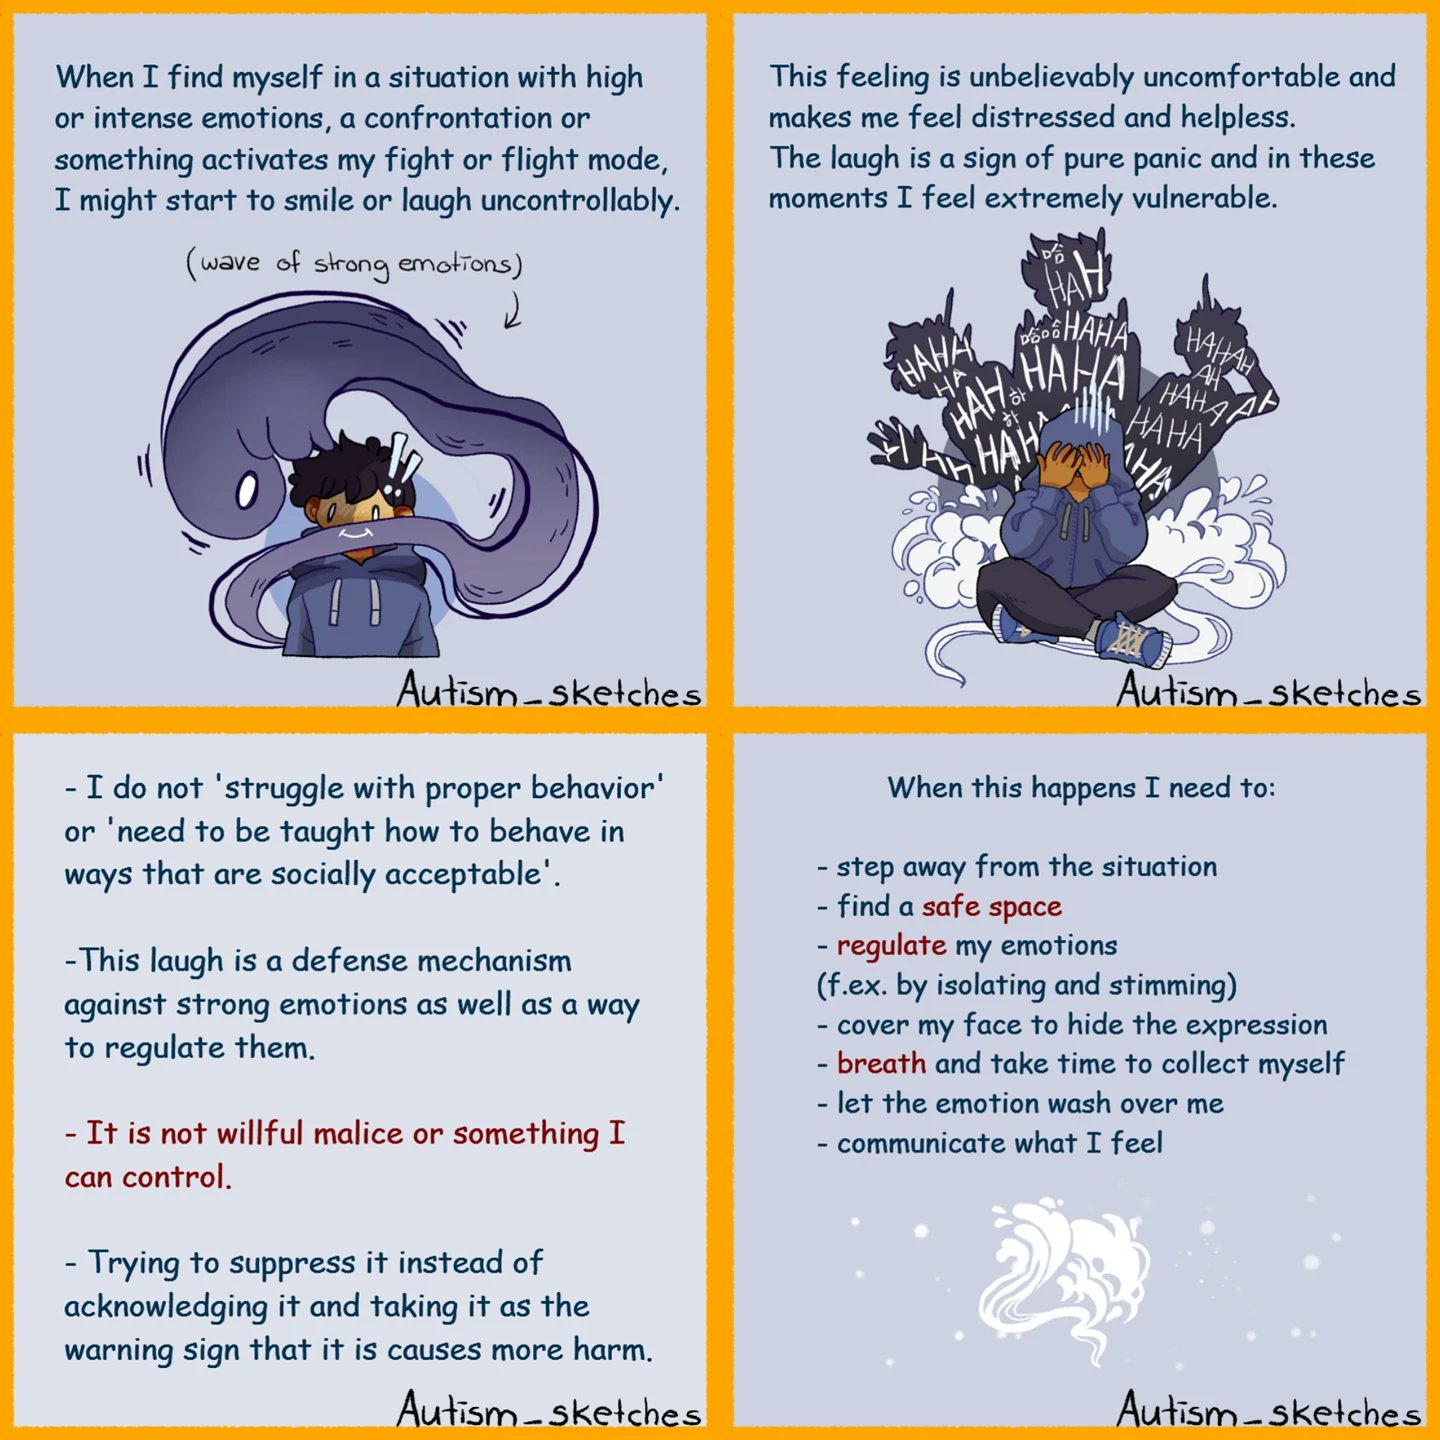 When I find myself in a situation with high
or intense emotions, a confrontation or
something activates my fight or flight mode,
I might start to smile or laugh uncontrollably.
(wave of strong emotions)
Autism_sketches
This feeling is unbelievably uncomfortable and
makes me feel distressed and helpless.
The laugh is a sign of pure panic and in these
moments I feel extremely vulnerable.
HAH
HAHA
HAHA
HAHA
HA
HAH
HAHAH
AH
HAHA
HAHA
Autism_sketches
- I do not 'struggle with proper behavior'
or 'need to be taught how to behave in
ways that are socially acceptable'.
-This laugh is a defense mechanism
against strong emotions as well as a way
to regulate them.
- It is not willful malice or something I
can control.
- Trying to suppress it instead of
acknowledging it and taking it as the
warning sign that it is causes more harm.
Autism_sketches
When this happens I need to:
- step away from the situation
- find a safe space
- regulate my emotions
(f.ex. by isolating and stimming)
- cover my face to hide the expression
- breath and take time to collect myself
- let the emotion wash over me
- communicate what I feel
Autism_sketches